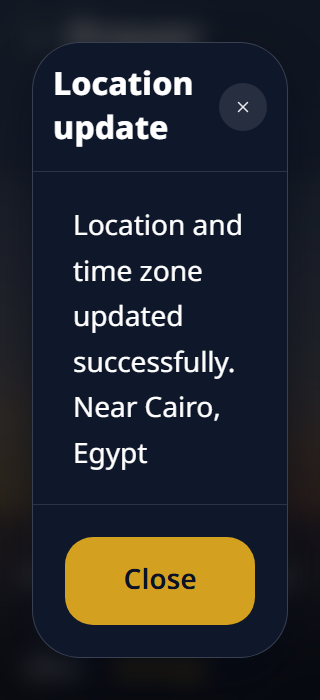 Location
update
×
Location and
time zone
updated
successfully.
Near Cairo,
Egypt
Close